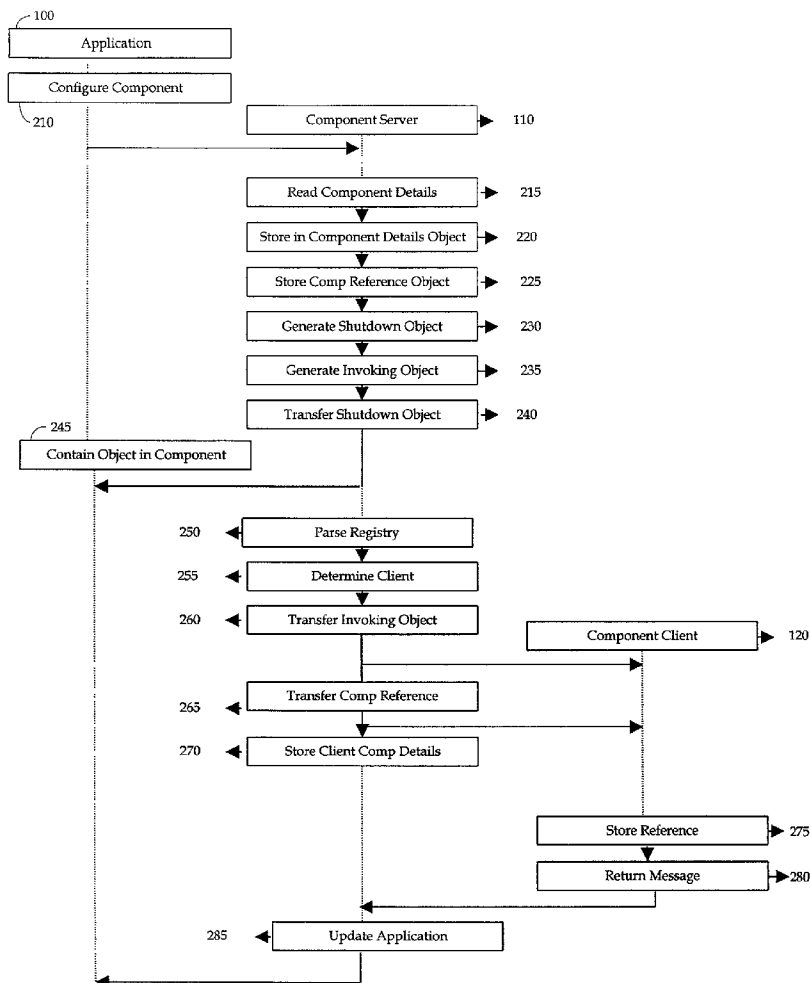 100
Application
Configure Component
210
Component Server 110
Read Component Details 215
Store in Component Details Object 220
Store Comp Reference Object 225
Generate Shutdown Object 230
Generate Invoking Object 235
Transfer Shutdown Object 240
245
Contain Object in Component
250 Parse Registry
255 Determine Client
260 Transfer Invoking Object
Component Client 120
265 Transfer Comp Reference
270 Store Client Comp Details
Store Reference 275
Return Message 280
285 Update Application